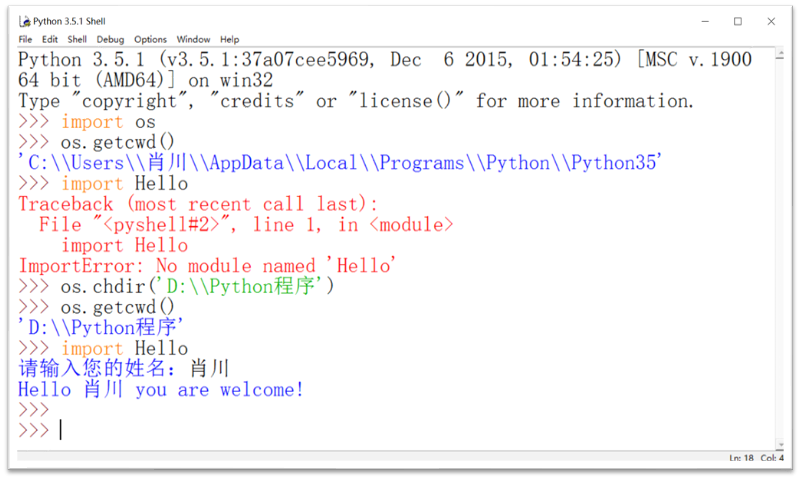 Python 3.5.1 Shell
File Edit Shell Debug Options Window Help
Python 3.5.1 (v3.5.1:37a07cee5969, Dec  6 2015, 01:54:25) [MSC v.1900
64 bit (AMD64)] on win32
Type "copyright", "credits" or "license()" for more information.
>>> import os
>>> os.getcwd()
'C:\\Users\\肖川\\AppData\\Local\\Programs\\Python\\Python35'
>>> import Hello
Traceback (most recent call last):
  File "<pyshell#2>", line 1, in <module>
    import Hello
ImportError: No module named 'Hello'
>>> os.chdir('D:\\Python程序')
>>> os.getcwd()
'D:\\Python程序'
>>> import Hello
请输入您的姓名：肖川
Hello 肖川 you are welcome!
>>>
>>>
Ln: 18 Col: 4